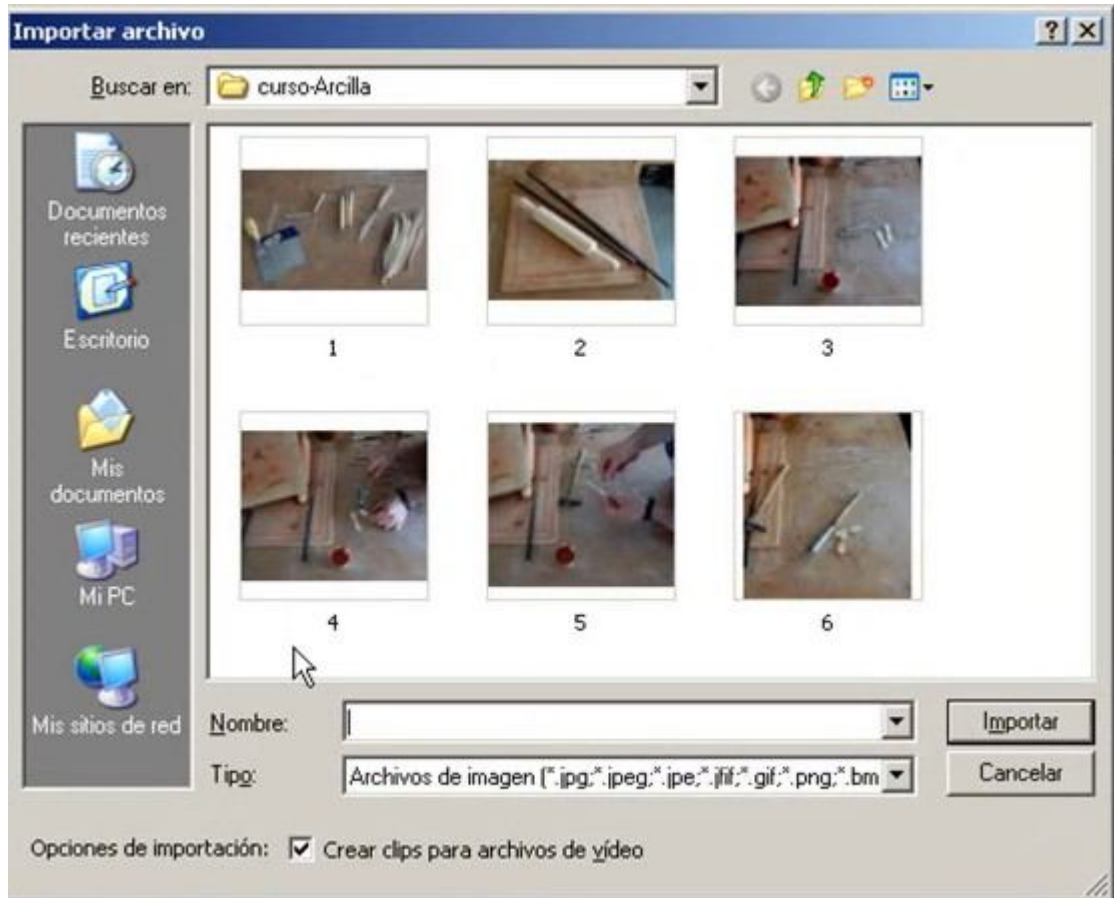 Importar archivo
Buscar en:
curso-Arcilla
Documentos
recientes
Escritorio
Mis
documentos
Mi PC
Mis sitios de red
1
2
3
4
5
6
Nombre:
Importar
Tipo:
Archivos de imagen (*.jpg;*.jpeg;*.jpe;*.jfif;*.gif;*.png;*.bm
Cancelar
Opciones de importación:
Crear clips para archivos de vídeo